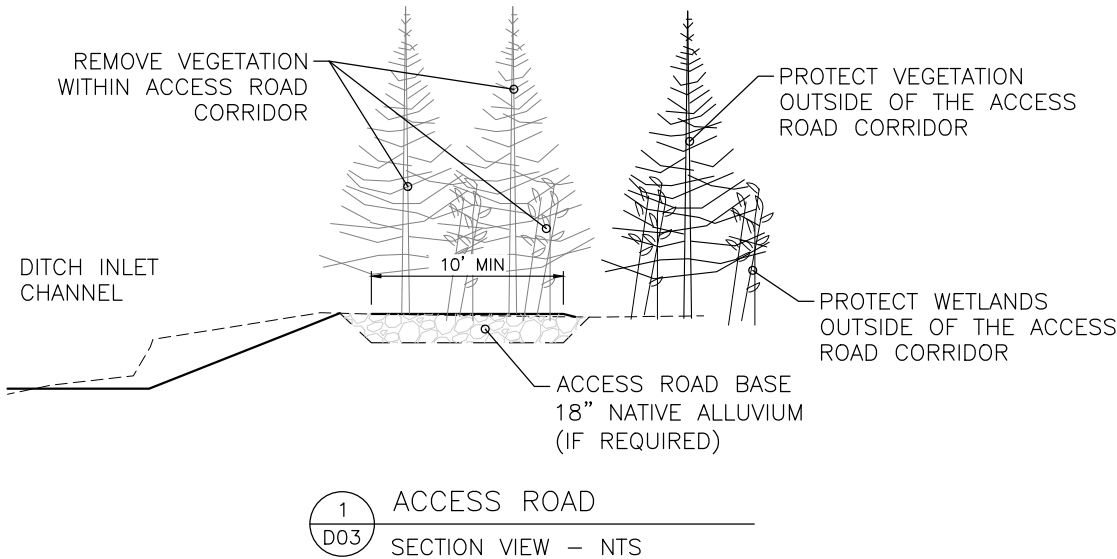 REMOVE VEGETATION
WITHIN ACCESS ROAD
CORRIDOR
PROTECT VEGETATION
OUTSIDE OF THE ACCESS
ROAD CORRIDOR
10' MIN
DITCH INLET
CHANNEL
PROTECT WETLANDS
OUTSIDE OF THE ACCESS
ROAD CORRIDOR
ACCESS ROAD BASE
18" NATIVE ALLUVIUM
(IF REQUIRED)
1
D03
ACCESS ROAD
SECTION VIEW – NTS